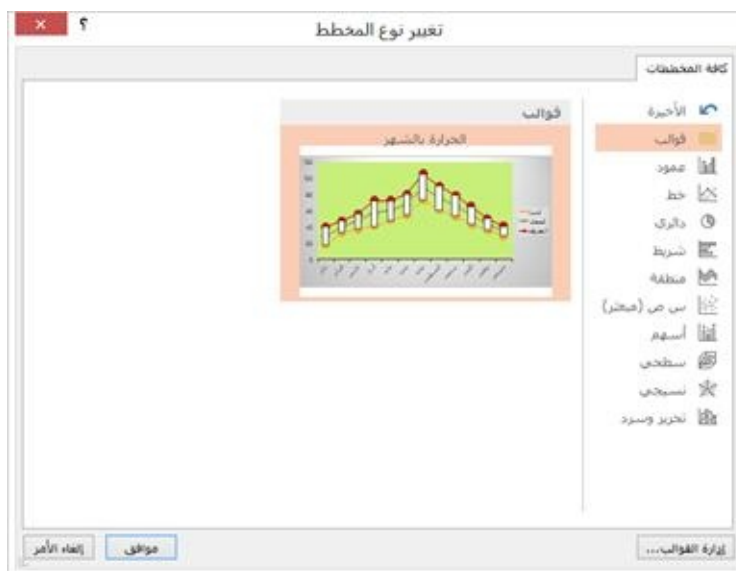 تغيير نوع المخطط
؟
كافة المخططات
الأخيرة
قوالب
عمود
خط
دائري
شريط
منطقة
س ص (مبعثر)
أسهم
سطحي
نسيجي
تحرير وسرد
قوالب
الحرارة بالشهر
إدارة القوالب...
موافق
إلغاء الأمر